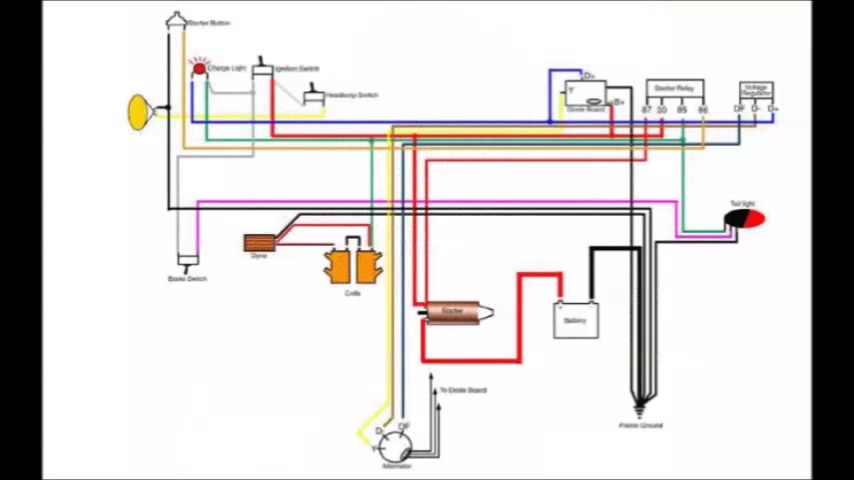 Starter Button
Charge Light
Ignition Switch
Headlamp Switch
D+
Y
B+
Diode Board
Starter Relay
87 30 85 86
Voltage
Regulator
DF D- D+
Tail light
Brake Switch
Dyna
Coils
Starter
+ -
Battery
To Diode Board
Frame Ground
D- DF
Y
Alternator